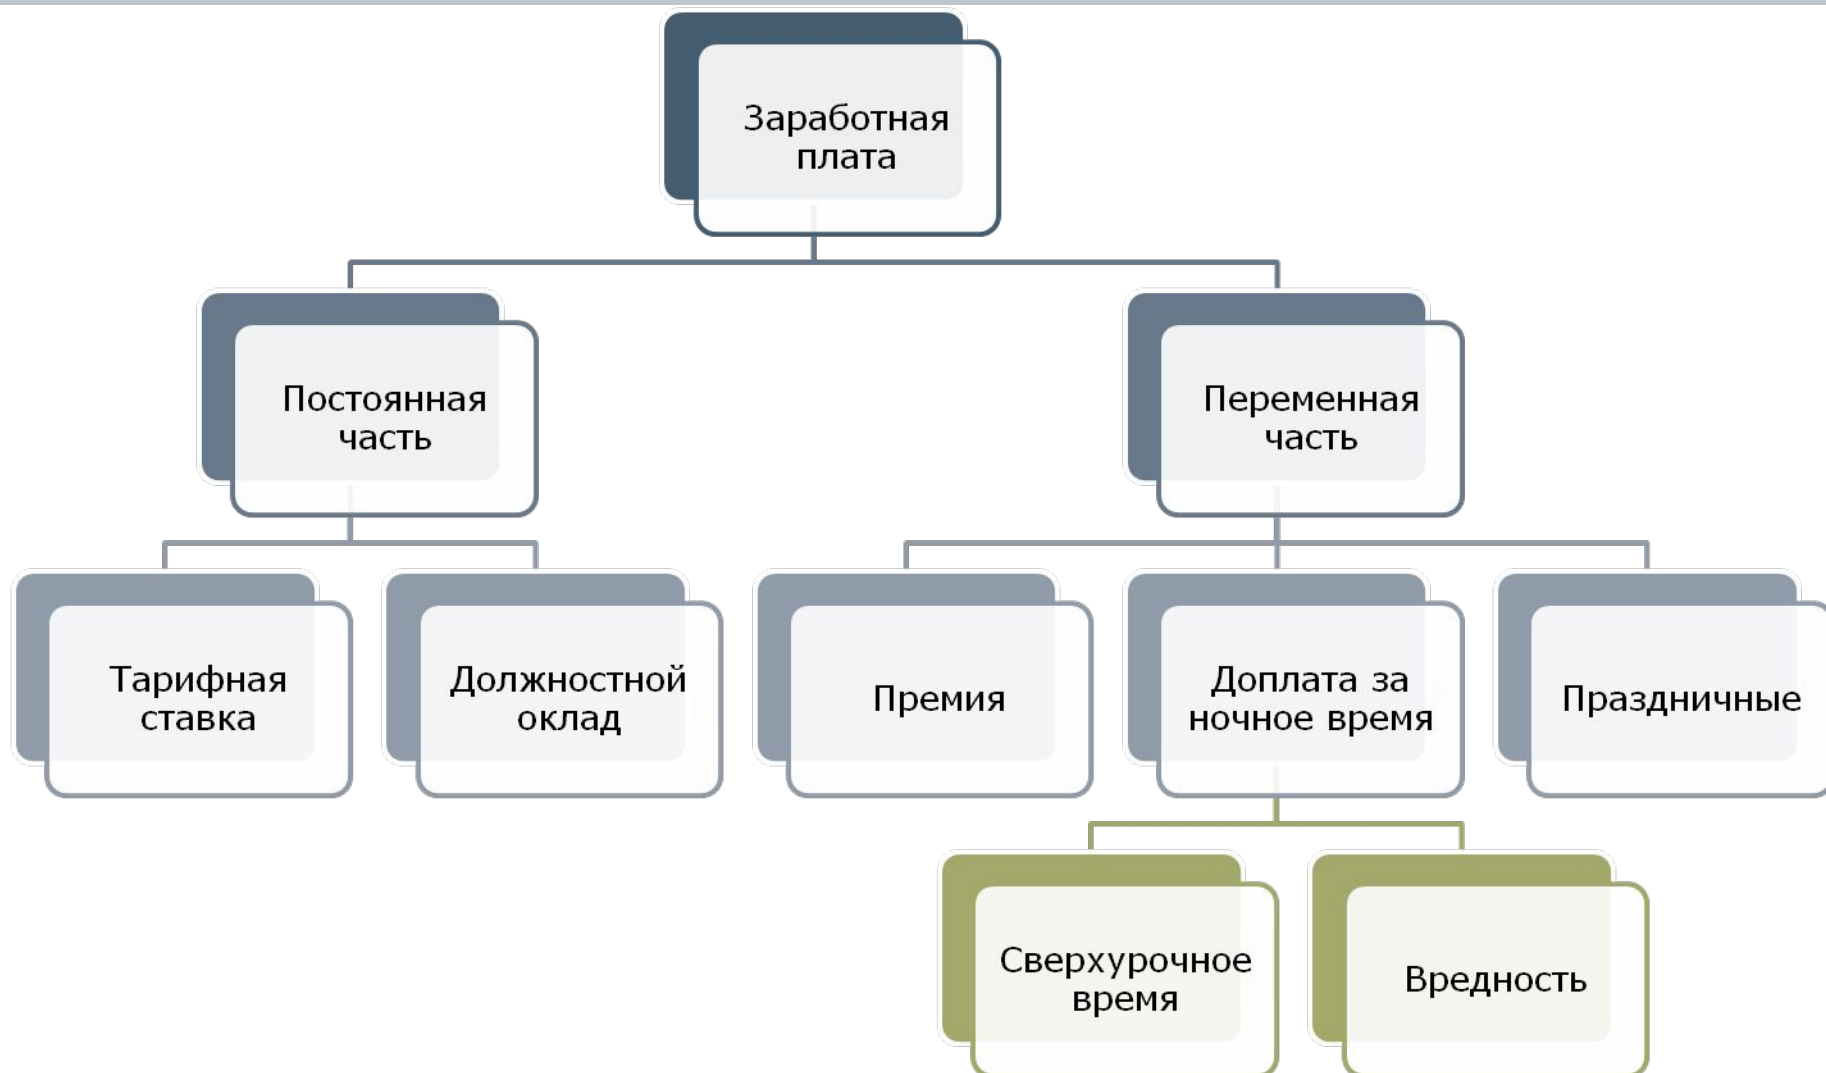 Заработная
плата
Постоянная
часть
Переменная
часть
Тарифная
ставка
Должностной
оклад
Премия
Доплата за
ночное время
Праздничные
Сверхурочное
время
Вредность